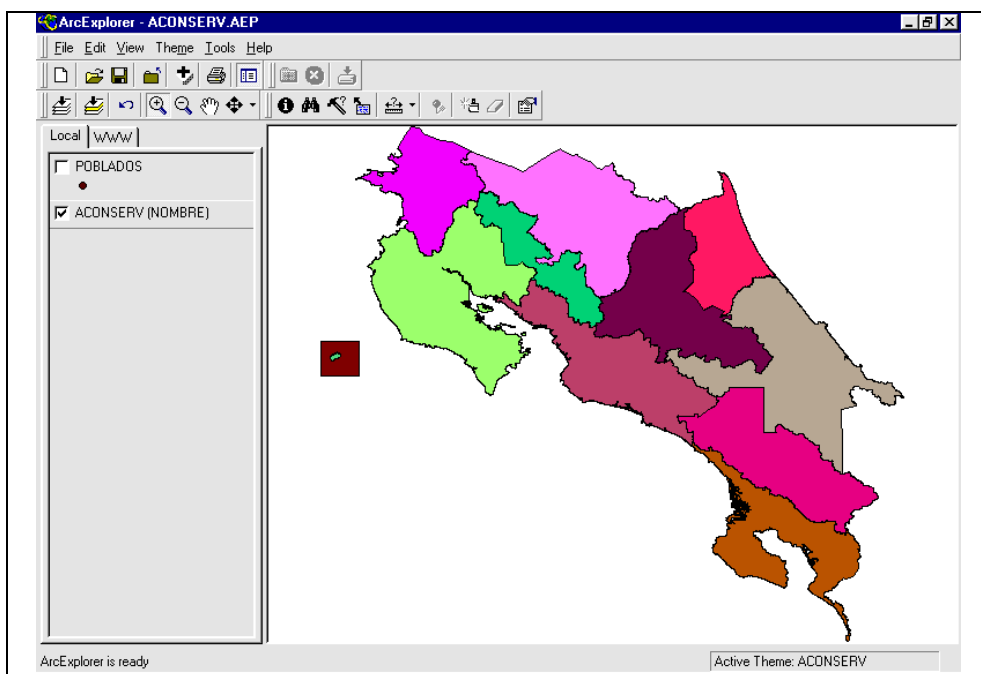 ArcExplorer - ACONSERV.AEP
File Edit View Theme Tools Help
Local WWW
POBLADOS
ACONSERV (NOMBRE)
ArcExplorer is ready
Active Theme: ACONSERV